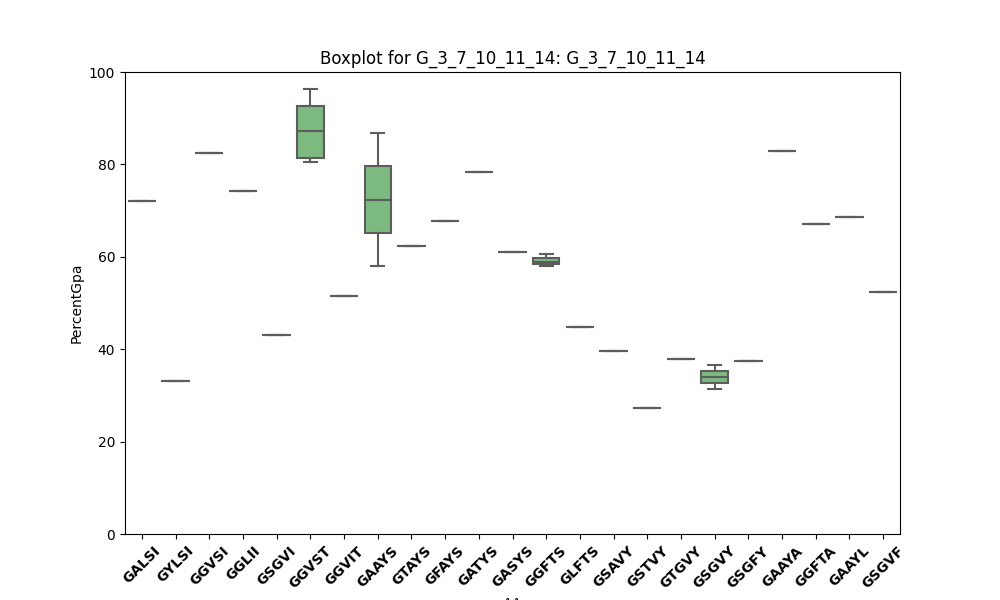 Boxplot for G_3_7_10_11_14: G_3_7_10_11_14
100
80
60
40
20
0
PercentGpa
GALSI GYLSI GGVSI GGLII GSGVI GGVST GGVIT GAAYS GTAYS GFAYS GATYS GASYS GGFTS GLFTS GSAVY GSTVY GTGVY GSGVY GSGFY GAAYA GGFTA GAAYL GSGVF